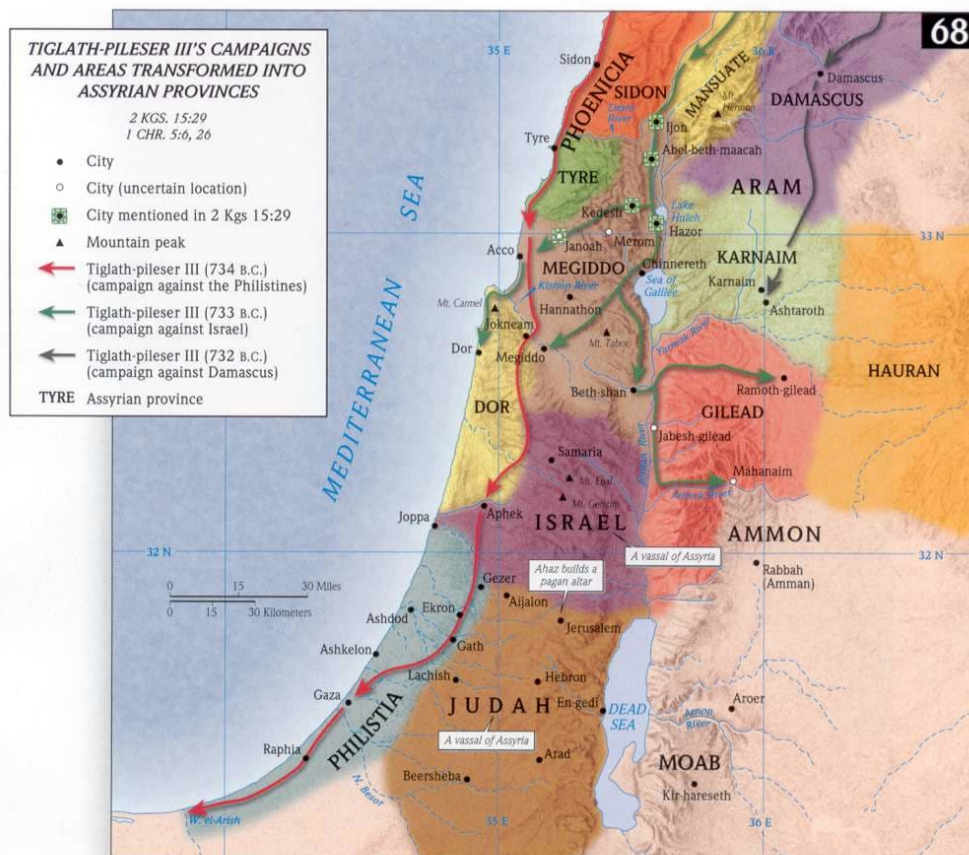 68
TIGLATH-PILESER III'S CAMPAIGNS
AND AREAS TRANSFORMED INTO
ASSYRIAN PROVINCES
2 KGS. 15:29
1 CHR. 5:6, 26
City
City (uncertain location)
City mentioned in 2 Kgs 15:29
Mountain peak
Tiglath-pileser III (734 B.C.)
(campaign against the Philistines)
Tiglath-pileser III (733 B.C.)
(campaign against Israel)
Tiglath-pileser III (732 B.C.)
(campaign against Damascus)
TYRE Assyrian province
35 E
36 E
Sidon
PHOENICIA
SIDON
MANSUATE
Mt. Hermon
Damascus
DAMASCUS
Litani River
Ijon
Abel-beth-maacah
Tyre
TYRE
ARAM
Kedesh
Lake Huleh
Hazor
33 N
33 N
Janoah
Merom
Acco
MEGIDDO
Chinnereth
KARNAIM
Karnaim
Sea of Galilee
Kishon River
Hannathon
Ashtaroth
Mt. Carmel
Jokneam
Mt. Tabor
Yarmuk River
Dor
Megiddo
HAURAN
Beth-shan
Ramoth-gilead
DOR
GILEAD
Jabesh-gilead
Samaria
Jordan River
Mahanaim
Mt. Ebal
Mt. Gerizim
Jabbok River
Aphek
ISRAEL
Joppa
AMMON
A vassal of Assyria
32 N
32 N
Ahaz builds a
pagan altar
Rabbah
(Amman)
0 15 30 Miles
0 15 30 Kilometers
Gezer
Aijalon
Ekron
Ashdod
Jerusalem
Gath
Ashkelon
Lachish
Hebron
Gaza
JUDAH
En-gedi
DEAD
SEA
Aroer
Arnon
River
PHILISTIA
A vassal of Assyria
Raphia
Arad
MOAB
Beersheba
Kir-hareseth
N. Besor
W. el-Arish
35 E
36 E
MEDITERRANEAN SEA